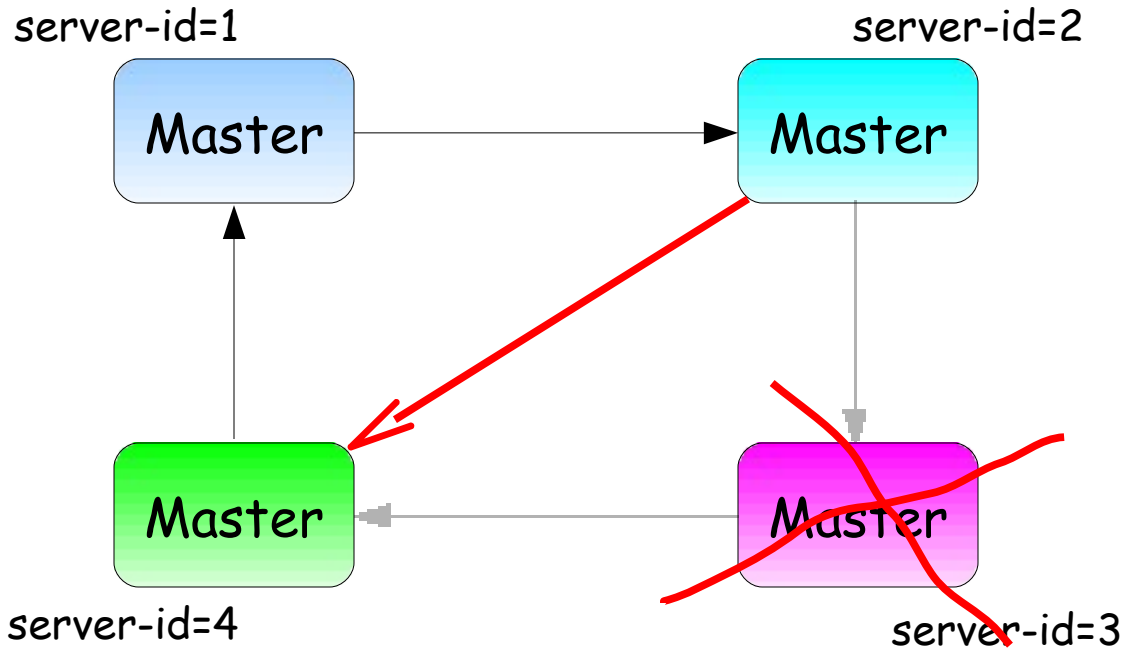 server-id=1
server-id=2
Master
Master
Master
Master
server-id=4
server-id=3